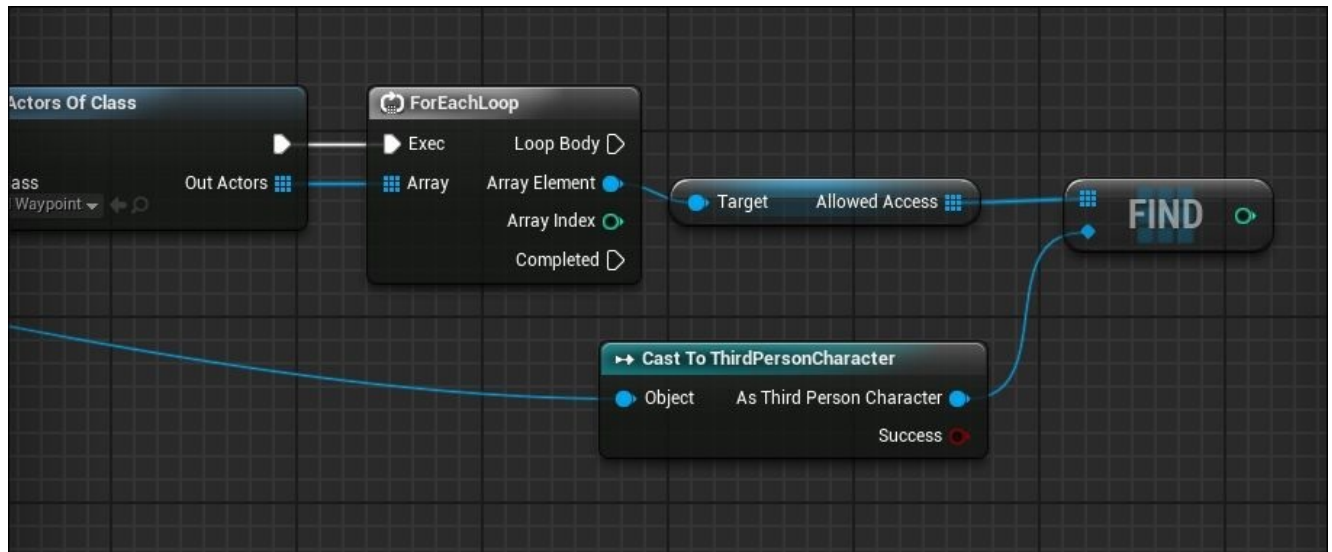 Actors Of Class
ass
Waypoint
Out Actors
ForEachLoop
Exec
Loop Body
Array
Array Element
Array Index
Completed
Target
Allowed Access
FIND
Cast To ThirdPersonCharacter
Object
As Third Person Character
Success